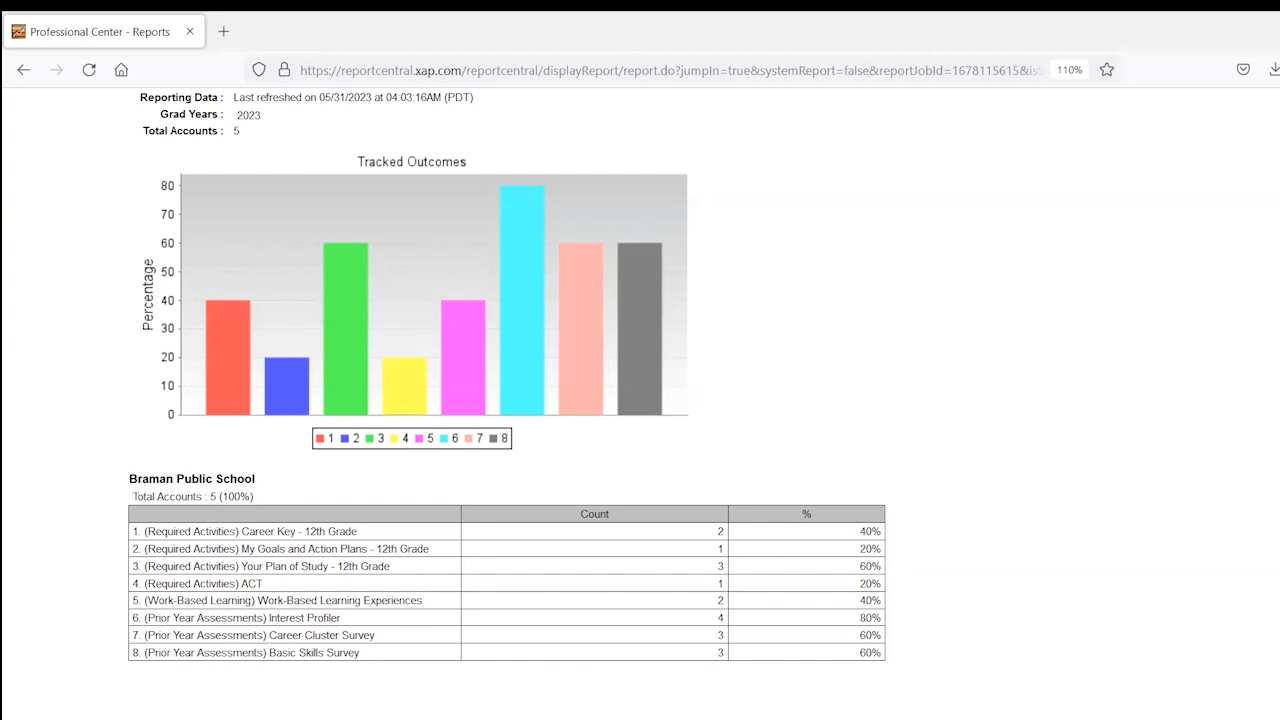 Professional Center - Reports
https://reportcentral.xap.com/reportcentral/displayReport/report.do?jumpIn=true&systemReport=false&reportJobId=1678115615&is
110%
Reporting Data : Last refreshed on 05/31/2023 at 04:03:16AM (PDT)
Grad Years : 2023
Total Accounts : 5
Tracked Outcomes
80
70
60
50
40
30
20
10
0
Percentage
1 2 3 4 5 6 7 8
Braman Public School
Total Accounts : 5 (100%)
Count %
1. (Required Activities) Career Key - 12th Grade 2 40%
2. (Required Activities) My Goals and Action Plans - 12th Grade 1 20%
3. (Required Activities) Your Plan of Study - 12th Grade 3 60%
4. (Required Activities) ACT 1 20%
5. (Work-Based Learning) Work-Based Learning Experiences 2 40%
6. (Prior Year Assessments) Interest Profiler 4 80%
7. (Prior Year Assessments) Career Cluster Survey 3 60%
8. (Prior Year Assessments) Basic Skills Survey 3 60%